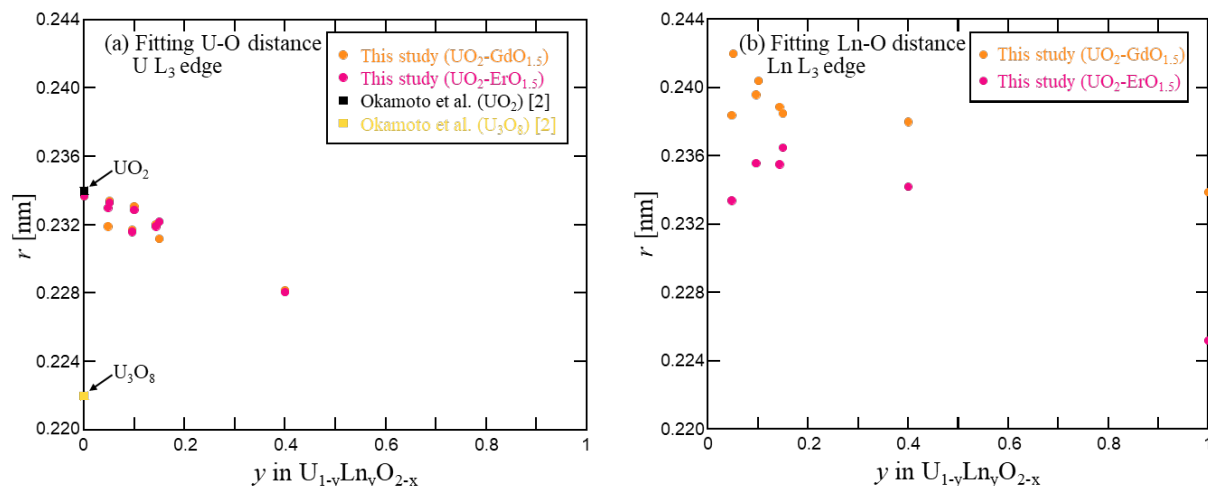 (a) Fitting U-O distance
U L₃ edge
This study (UO₂-GdO₁.₅)
This study (UO₂-ErO₁.₅)
Okamoto et al. (UO₂) [2]
Okamoto et al. (U₃O₈) [2]
UO₂
U₃O₈
0.244
0.240
0.236
0.232
0.228
0.224
0.220
r [nm]
0 0.2 0.4 0.6 0.8 1
y in U₁₋yLnyO₂₋ₓ
(b) Fitting Ln-O distance
Ln L₃ edge
This study (UO₂-GdO₁.₅)
This study (UO₂-ErO₁.₅)
0.244
0.240
0.236
0.232
0.228
0.224
0.220
r [nm]
0 0.2 0.4 0.6 0.8 1
y in U₁₋yLnyO₂₋ₓ